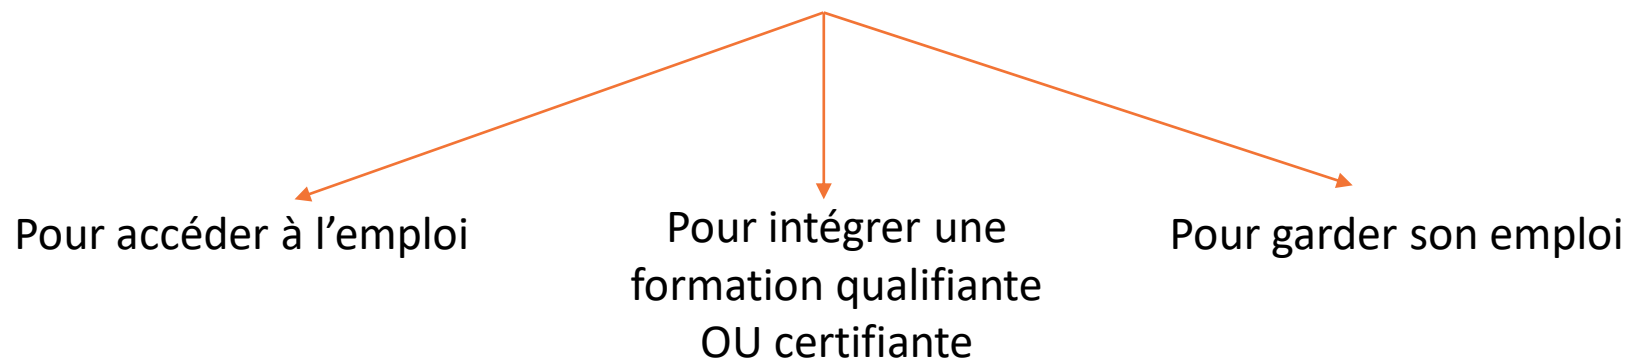 Pour accéder à l’emploi
Pour intégrer une
formation qualifiante
OU certifiante
Pour garder son emploi